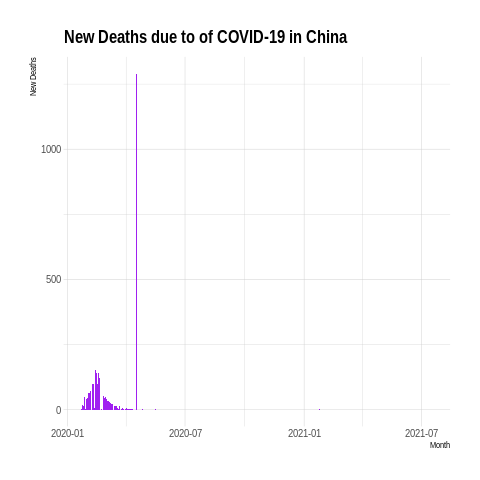 New Deaths due to of COVID-19 in China
New Deaths
1000
500
0
2020-01 2020-07 2021-01 2021-07
Month